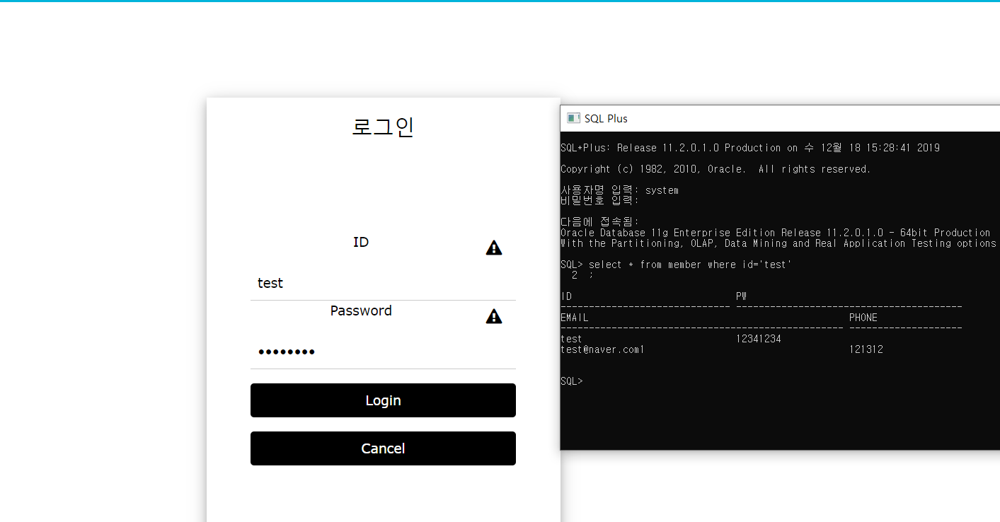 로그인
ID
test
Password
Login
Cancel
SQL Plus
SQL*Plus: Release 11.2.0.1.0 Production on 수 12월 18 15:28:41 2019
Copyright (c) 1982, 2010, Oracle.  All rights reserved.
사용자명 입력: system
비밀번호 입력:
다음에 접속됨:
Oracle Database 11g Enterprise Edition Release 11.2.0.1.0 - 64bit Production
With the Partitioning, OLAP, Data Mining and Real Application Testing options
SQL> select * from member where id='test'
  2  ;
ID PW
EMAIL PHONE
test 12341234
test@naver.com1 121312
SQL>